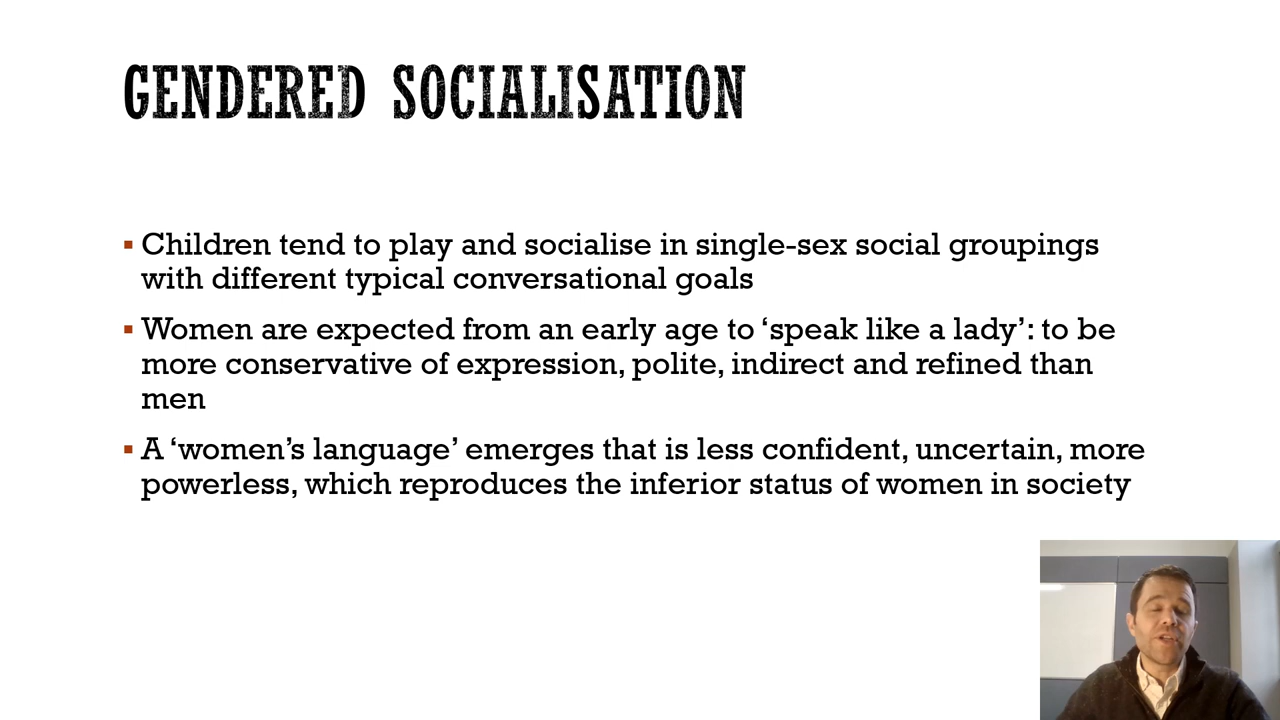 GENDERED SOCIALISATION
▪ Children tend to play and socialise in single-sex social groupings
with different typical conversational goals
▪ Women are expected from an early age to ‘speak like a lady’: to be
more conservative of expression, polite, indirect and refined than
men
▪ A ‘women’s language’ emerges that is less confident, uncertain, more
powerless, which reproduces the inferior status of women in society